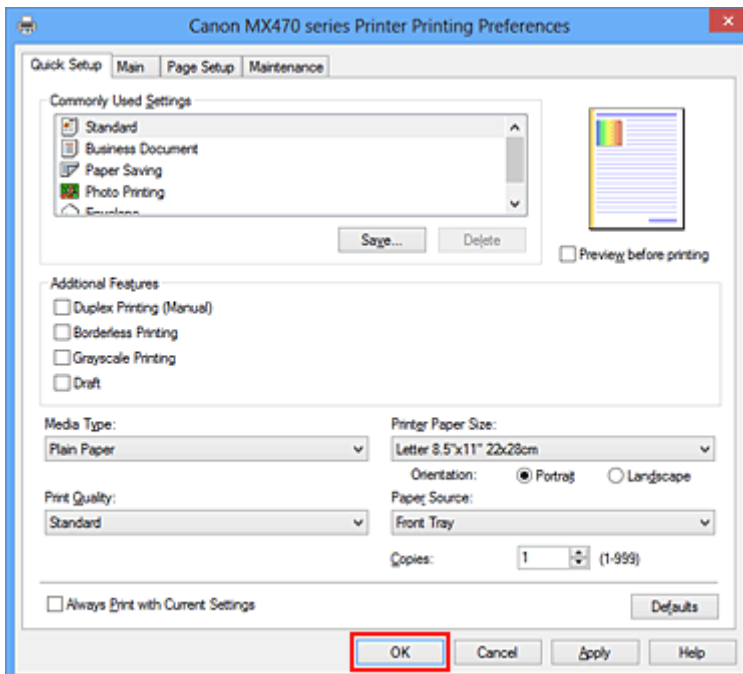 Canon MX470 series Printer Printing Preferences
Quick Setup Main Page Setup Maintenance
Commonly Used Settings
Standard
Business Document
Paper Saving
Photo Printing
Envelope
Save... Delete
Preview before printing
Additional Features
Duplex Printing (Manual)
Borderless Printing
Grayscale Printing
Draft
Media Type: Printer Paper Size:
Plain Paper Letter 8.5"x11" 22x28cm
Orientation: Portrait Landscape
Print Quality: Paper Source:
Standard Front Tray
Copies: 1 (1-999)
Always Print with Current Settings Defaults
OK Cancel Apply Help